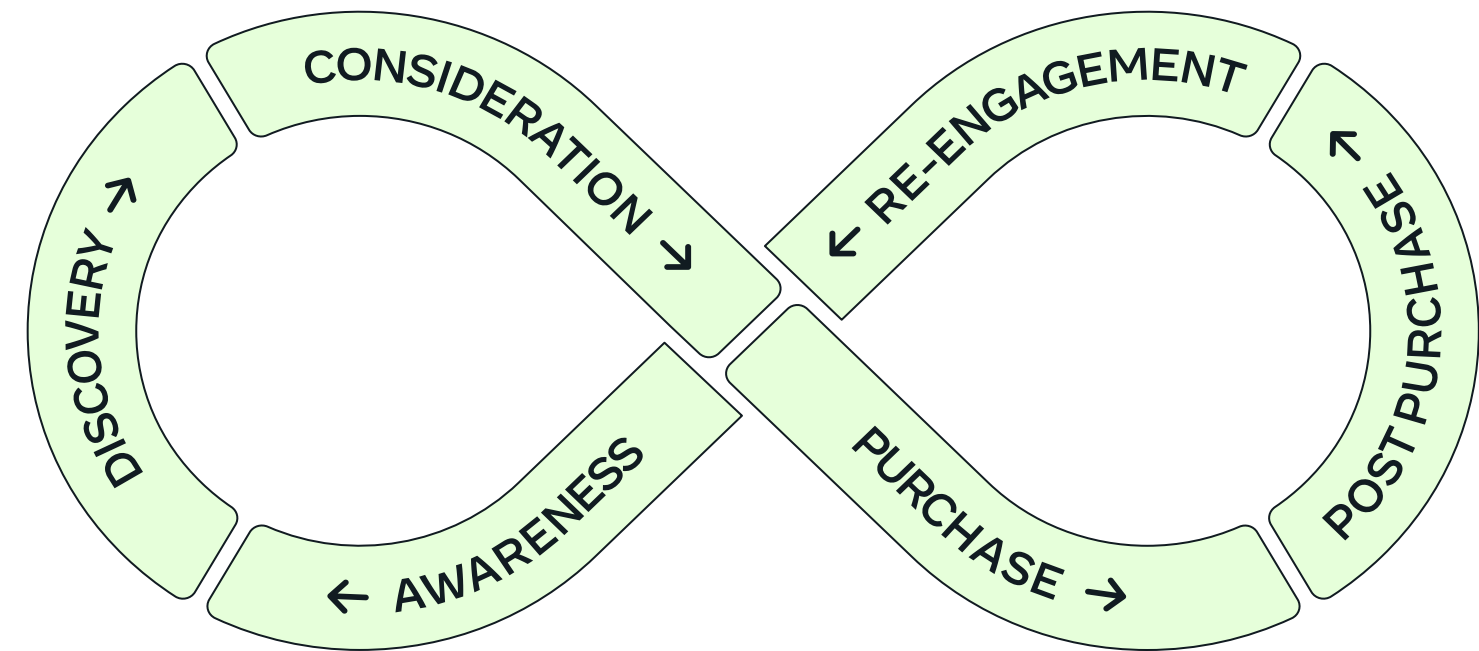 CONSIDERATION →
← RE-ENGAGEMENT
DISCOVERY →
POST PURCHASE ←
← AWARENESS
PURCHASE →